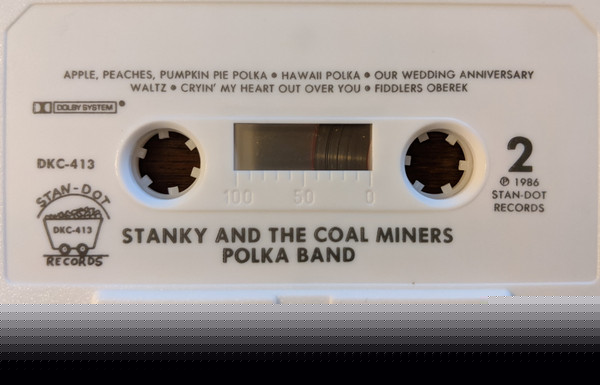 APPLE, PEACHES, PUMPKIN PIE POLKA • HAWAII POLKA • OUR WEDDING ANNIVERSARY
WALTZ • CRYIN' MY HEART OUT OVER YOU • FIDDLERS OBEREK
DOLBY SYSTEM
DKC-413
2
℗ 1986
STAN-DOT
RECORDS
100 50 0
STAN-DOT
DKC-413
RECORDS
STANKY AND THE COAL MINERS
POLKA BAND